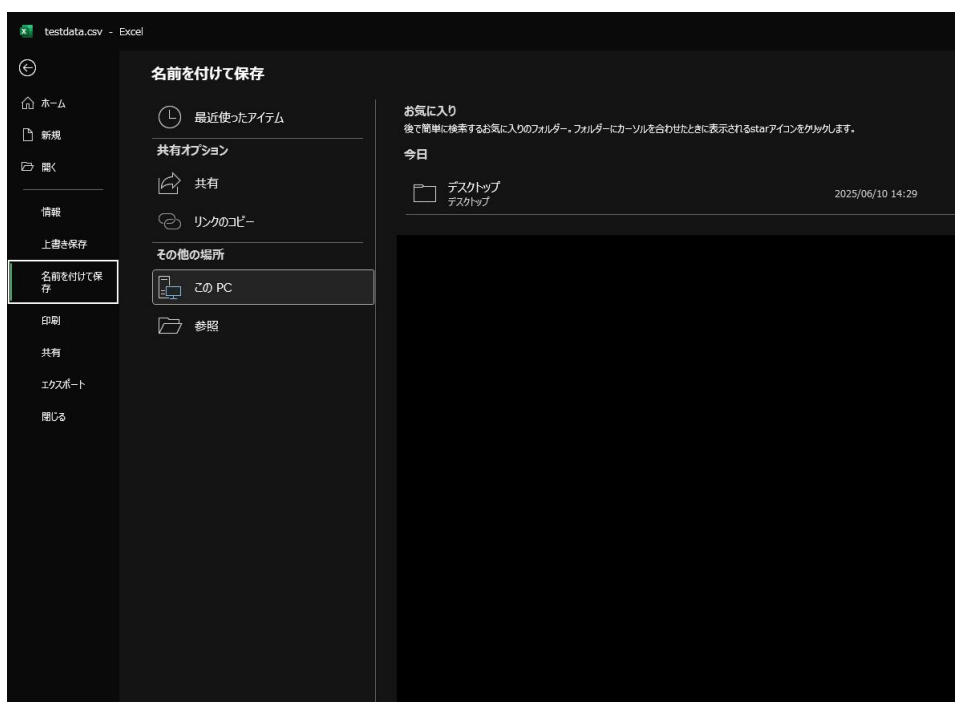 testdata.csv - Excel
名前を付けて保存
ホーム
新規
開く
情報
上書き保存
名前を付けて保
存
印刷
共有
エクスポート
閉じる
最近使ったアイテム
共有オプション
共有
リンクのコピー
その他の場所
この PC
参照
お気に入り
後で簡単に検索するお気に入りのフォルダー。フォルダーにカーソルを合わせたときに表示されるstarアイコンをクリックします。
今日
デスクトップ
デスクトップ
2025/06/10 14:29